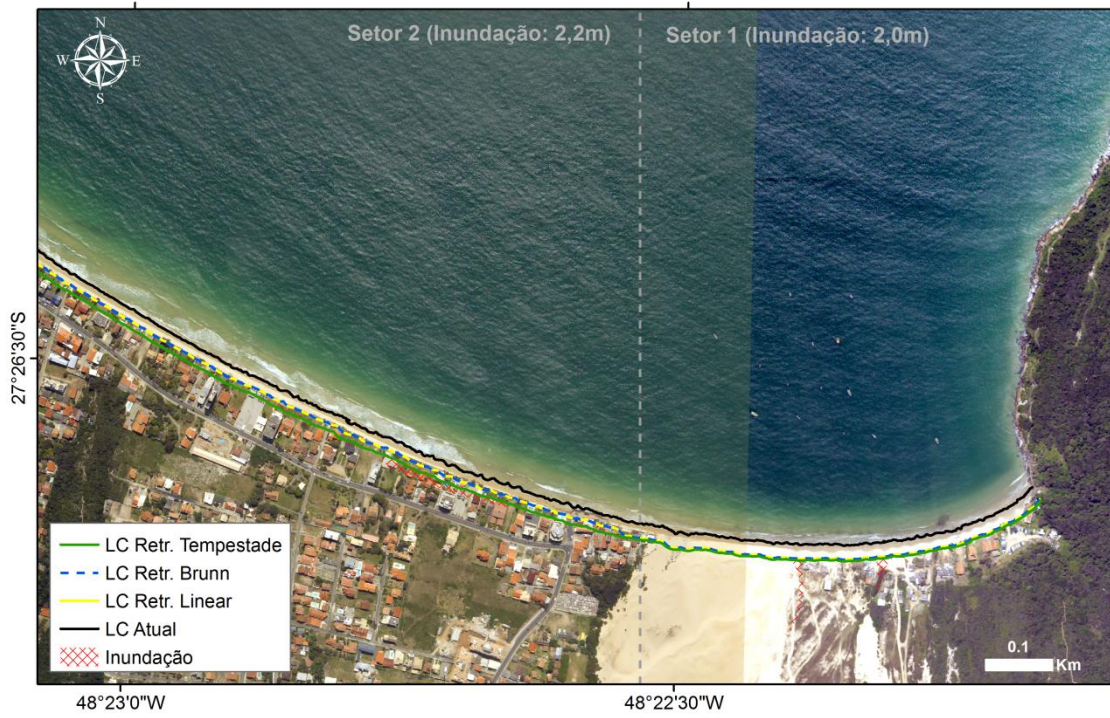 Setor 2 (Inundação: 2,2m)
Setor 1 (Inundação: 2,0m)
N
W
E
S
27°26'30"S
LC Retr. Tempestade
LC Retr. Brunn
LC Retr. Linear
LC Atual
Inundação
0.1
Km
48°23'0"W
48°22'30"W